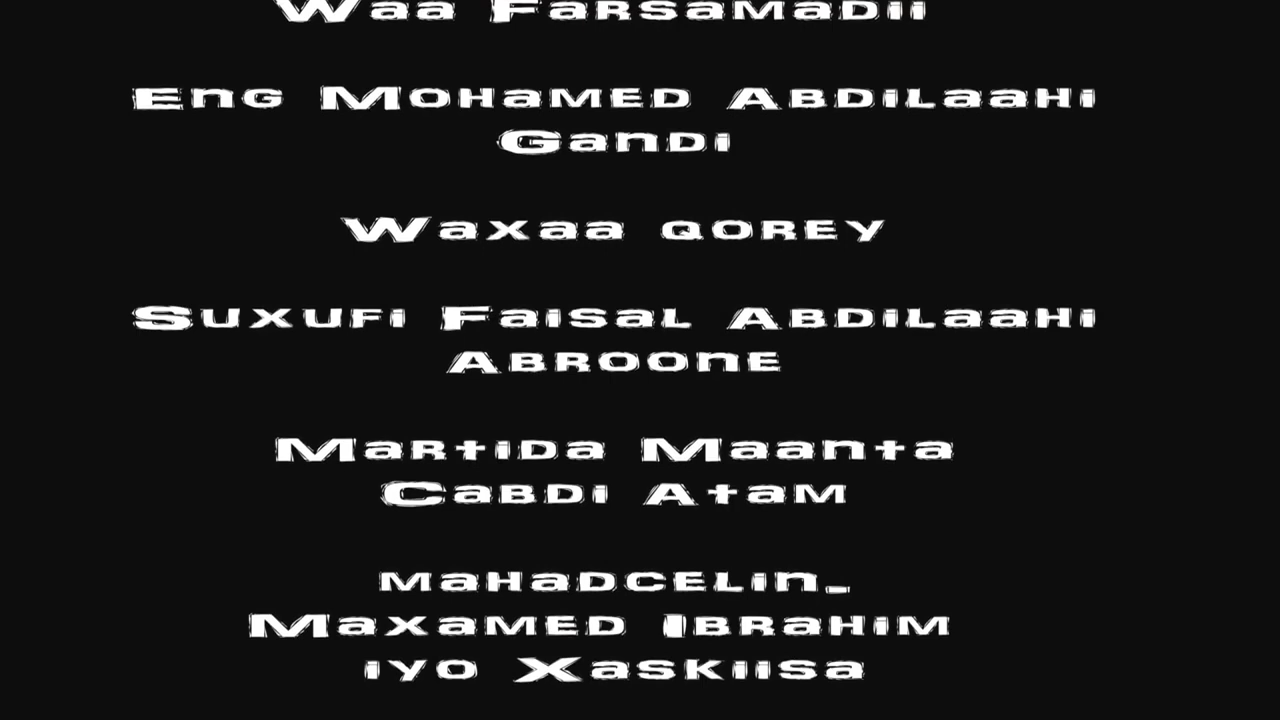 Waa Farsamadii
Eng Mohamed Abdilaahi
Gandi
Waxaa qorey
Suxufi Faisal Abdilaahi
Abroone
Martida Maanta
Cabdi Atam
mahadcelin_
Maxamed Ibrahim
iyo Xaskiisa